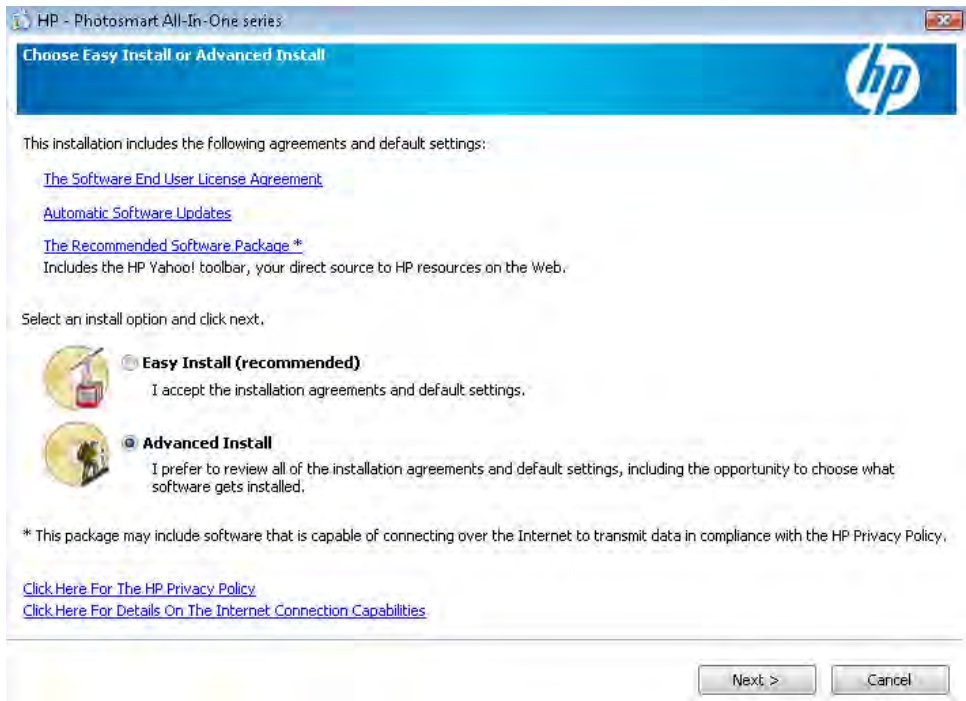 HP - Photosmart All-In-One series
Choose Easy Install or Advanced Install
hp
This installation includes the following agreements and default settings:
The Software End User License Agreement
Automatic Software Updates
The Recommended Software Package *
Includes the HP Yahoo! toolbar, your direct source to HP resources on the Web.
Select an install option and click next.
Easy Install (recommended)
I accept the installation agreements and default settings.
Advanced Install
I prefer to review all of the installation agreements and default settings, including the opportunity to choose what
software gets installed.
* This package may include software that is capable of connecting over the Internet to transmit data in compliance with the HP Privacy Policy.
Click Here For The HP Privacy Policy
Click Here For Details On The Internet Connection Capabilities
Next >
Cancel